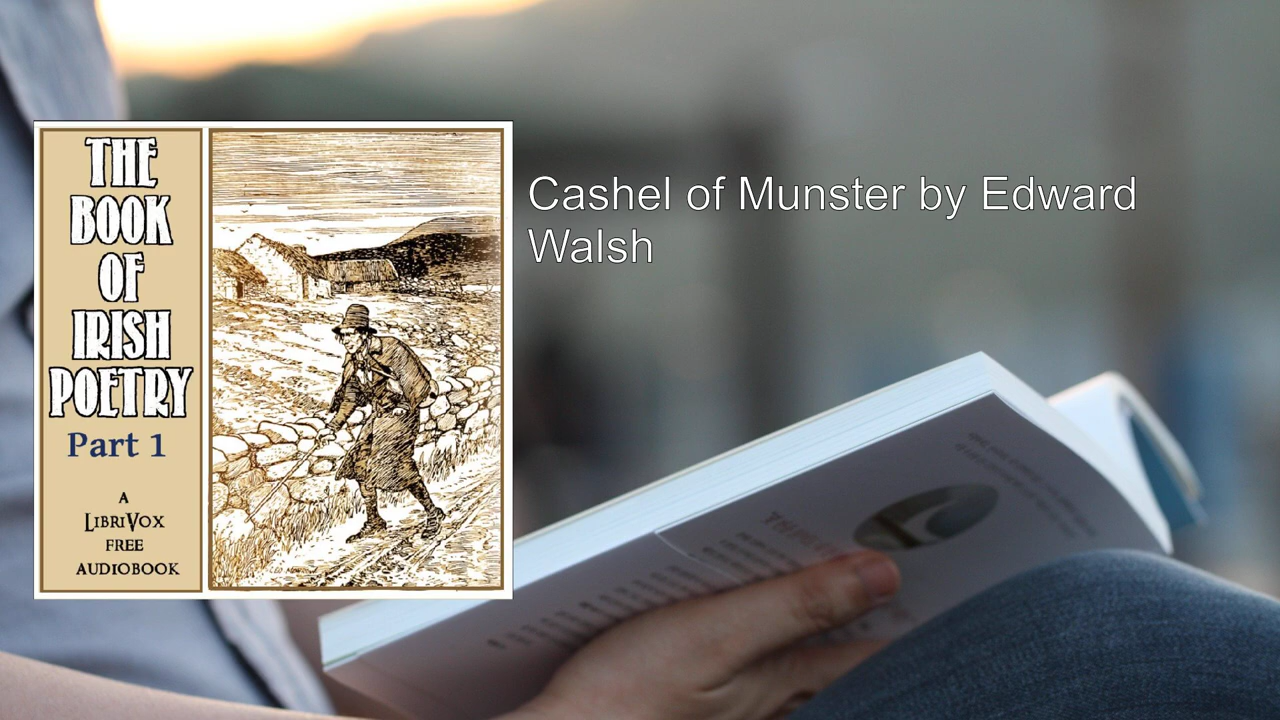 THE
BOOK
OF
IRISH
POETRY
Part 1
A
LIBRIVOX
FREE
AUDIOBOOK
Cashel of Munster by Edward
Walsh